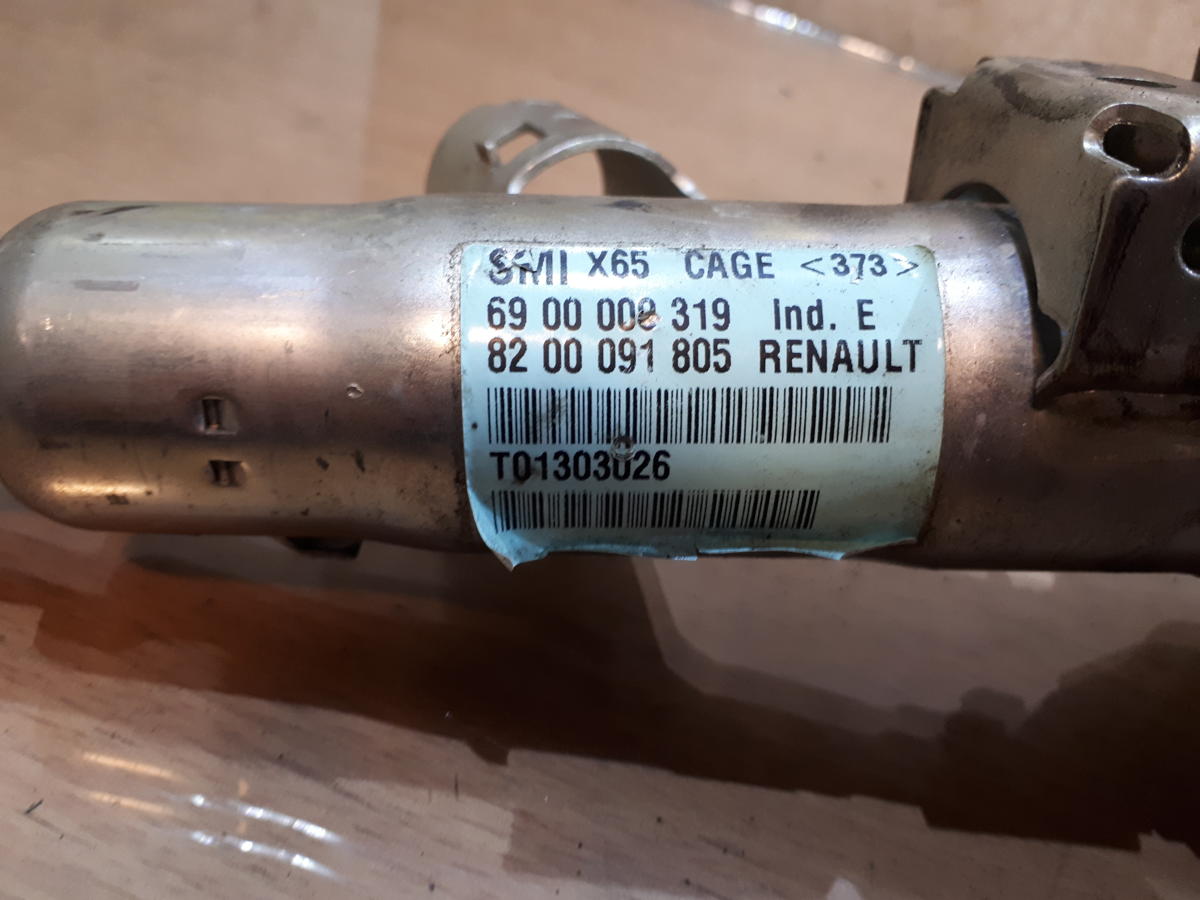 SMI X65 CAGE <373>
69 00 008 319 Ind. E
82 00 091 805 RENAULT
T01303026